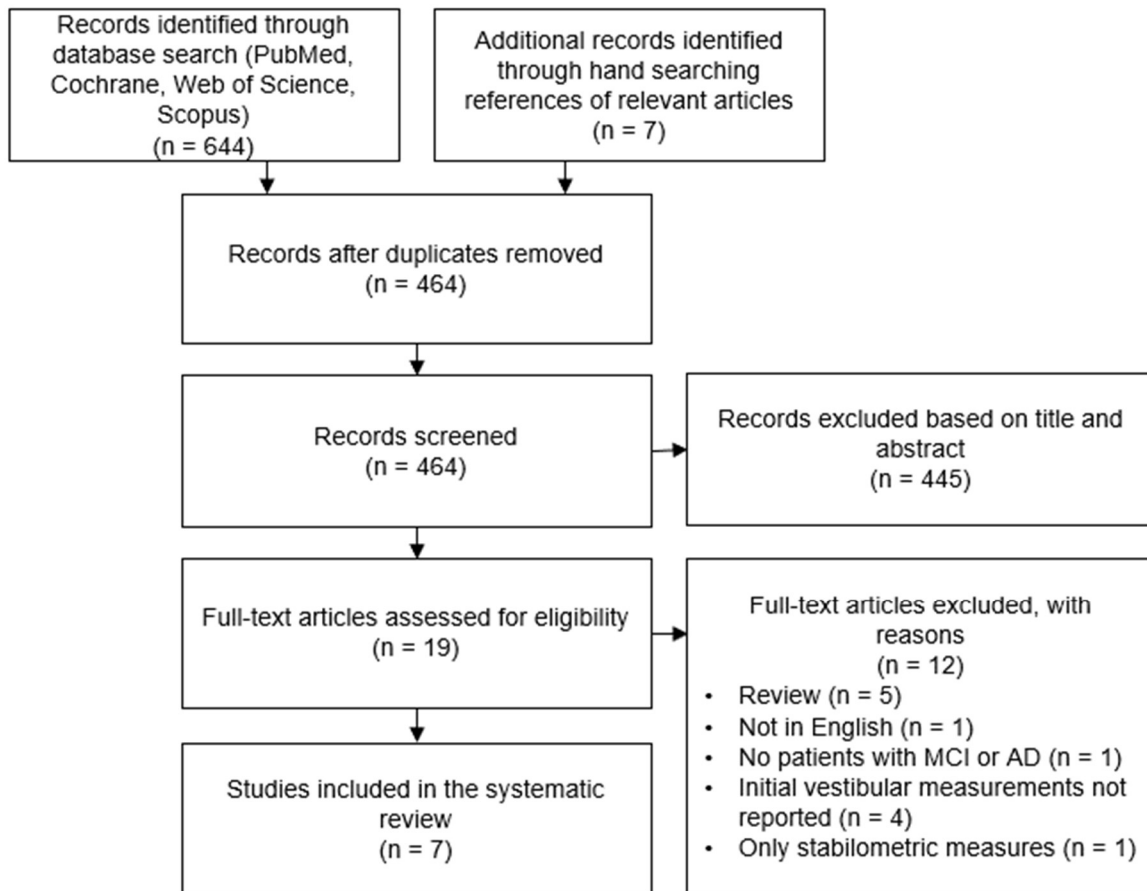 Records identified through
database search (PubMed,
Cochrane, Web of Science,
Scopus)
(n = 644)
Additional records identified
through hand searching
references of relevant articles
(n = 7)
Records after duplicates removed
(n = 464)
Records screened
(n = 464)
Records excluded based on title and
abstract
(n = 445)
Full-text articles assessed for eligibility
(n = 19)
Full-text articles excluded, with
reasons
(n = 12)
• Review (n = 5)
• Not in English (n = 1)
• No patients with MCI or AD (n = 1)
• Initial vestibular measurements not
reported (n = 4)
• Only stabilometric measures (n = 1)
Studies included in the systematic
review
(n = 7)